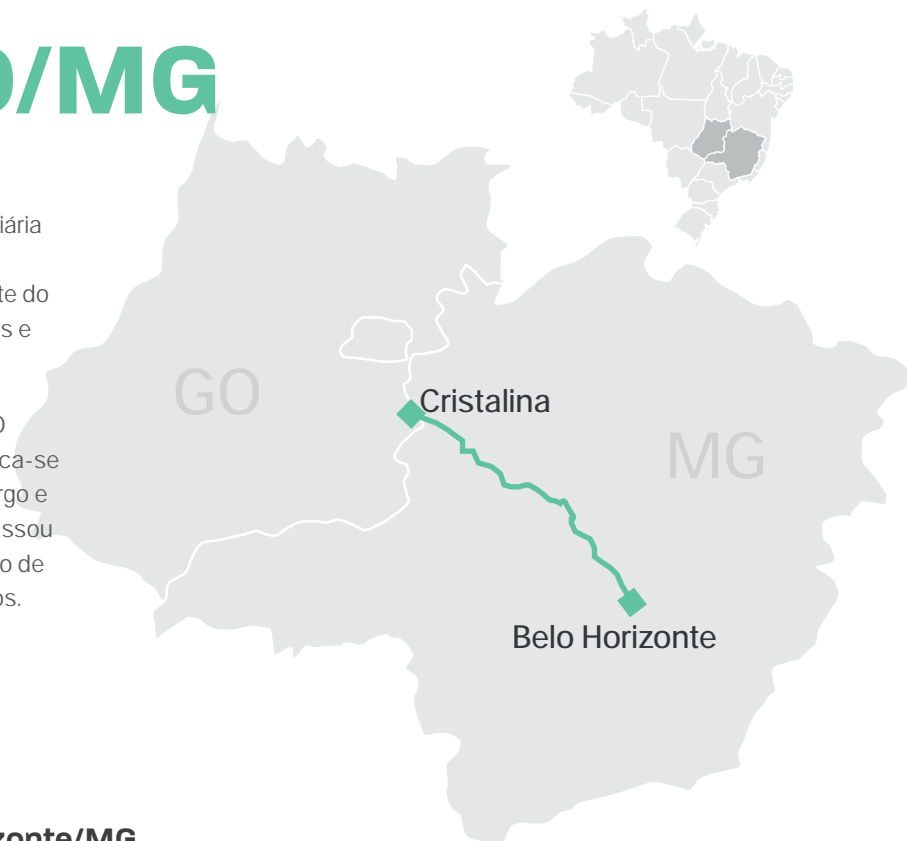 O/MG
iária
te do
s e
GO
Cristalina
MG
ca-se
rgo e
ssou
o de
os.
Belo Horizonte
zonte/MG